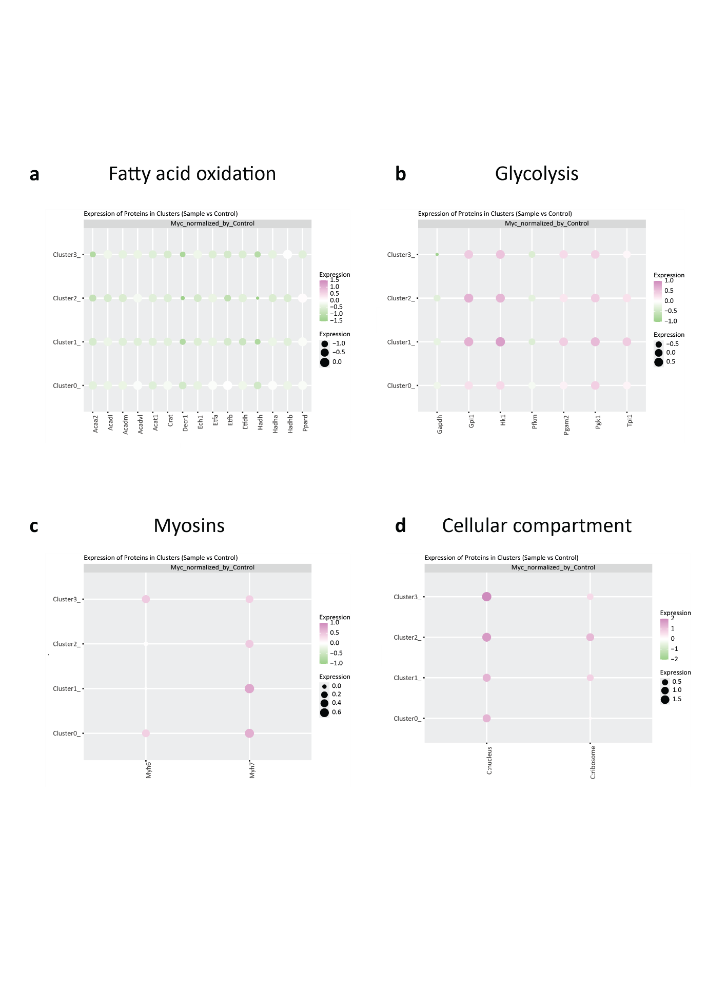 a Fatty acid oxidation
Expression of Proteins in Clusters (Sample vs Control)
Myc_normalized_by_Control
Cluster3_
Cluster2_
Cluster1_
Cluster0_
Acaa2
Acadl
Acadm
Acadvl
Acat1
Crat
Decr1
Ech1
Etfa
Etfb
Etfdh
Hadh
Hadha
Hadhb
Ppard
Expression
1.5
1.0
0.5
0.0
−0.5
−1.0
−1.5
Expression
−1.0
−0.5
0.0
b Glycolysis
Expression of Proteins in Clusters (Sample vs Control)
Myc_normalized_by_Control
Cluster3_
Cluster2_
Cluster1_
Cluster0_
Gapdh
Gpi1
Hk1
Pfkm
Pgam2
Pgk1
Tpi1
Expression
1.0
0.5
0.0
−0.5
−1.0
Expression
−0.5
0.0
0.5
c Myosins
Expression of Proteins in Clusters (Sample vs Control)
Myc_normalized_by_Control
Cluster3_
Cluster2_
Cluster1_
Cluster0_
Myh6
Myh7
Expression
1.0
0.5
0.0
−0.5
−1.0
Expression
0.0
0.2
0.4
0.6
d Cellular compartment
Expression of Proteins in Clusters (Sample vs Control)
Myc_normalized_by_Control
Cluster3_
Cluster2_
Cluster1_
Cluster0_
C:nucleus
C:ribosome
Expression
2
1
0
−1
−2
Expression
0.5
1.0
1.5